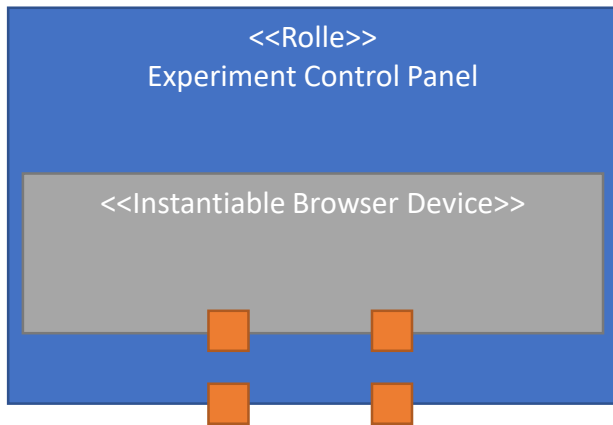 <<Rolle>>
Experiment Control Panel
<<Instantiable Browser Device>>